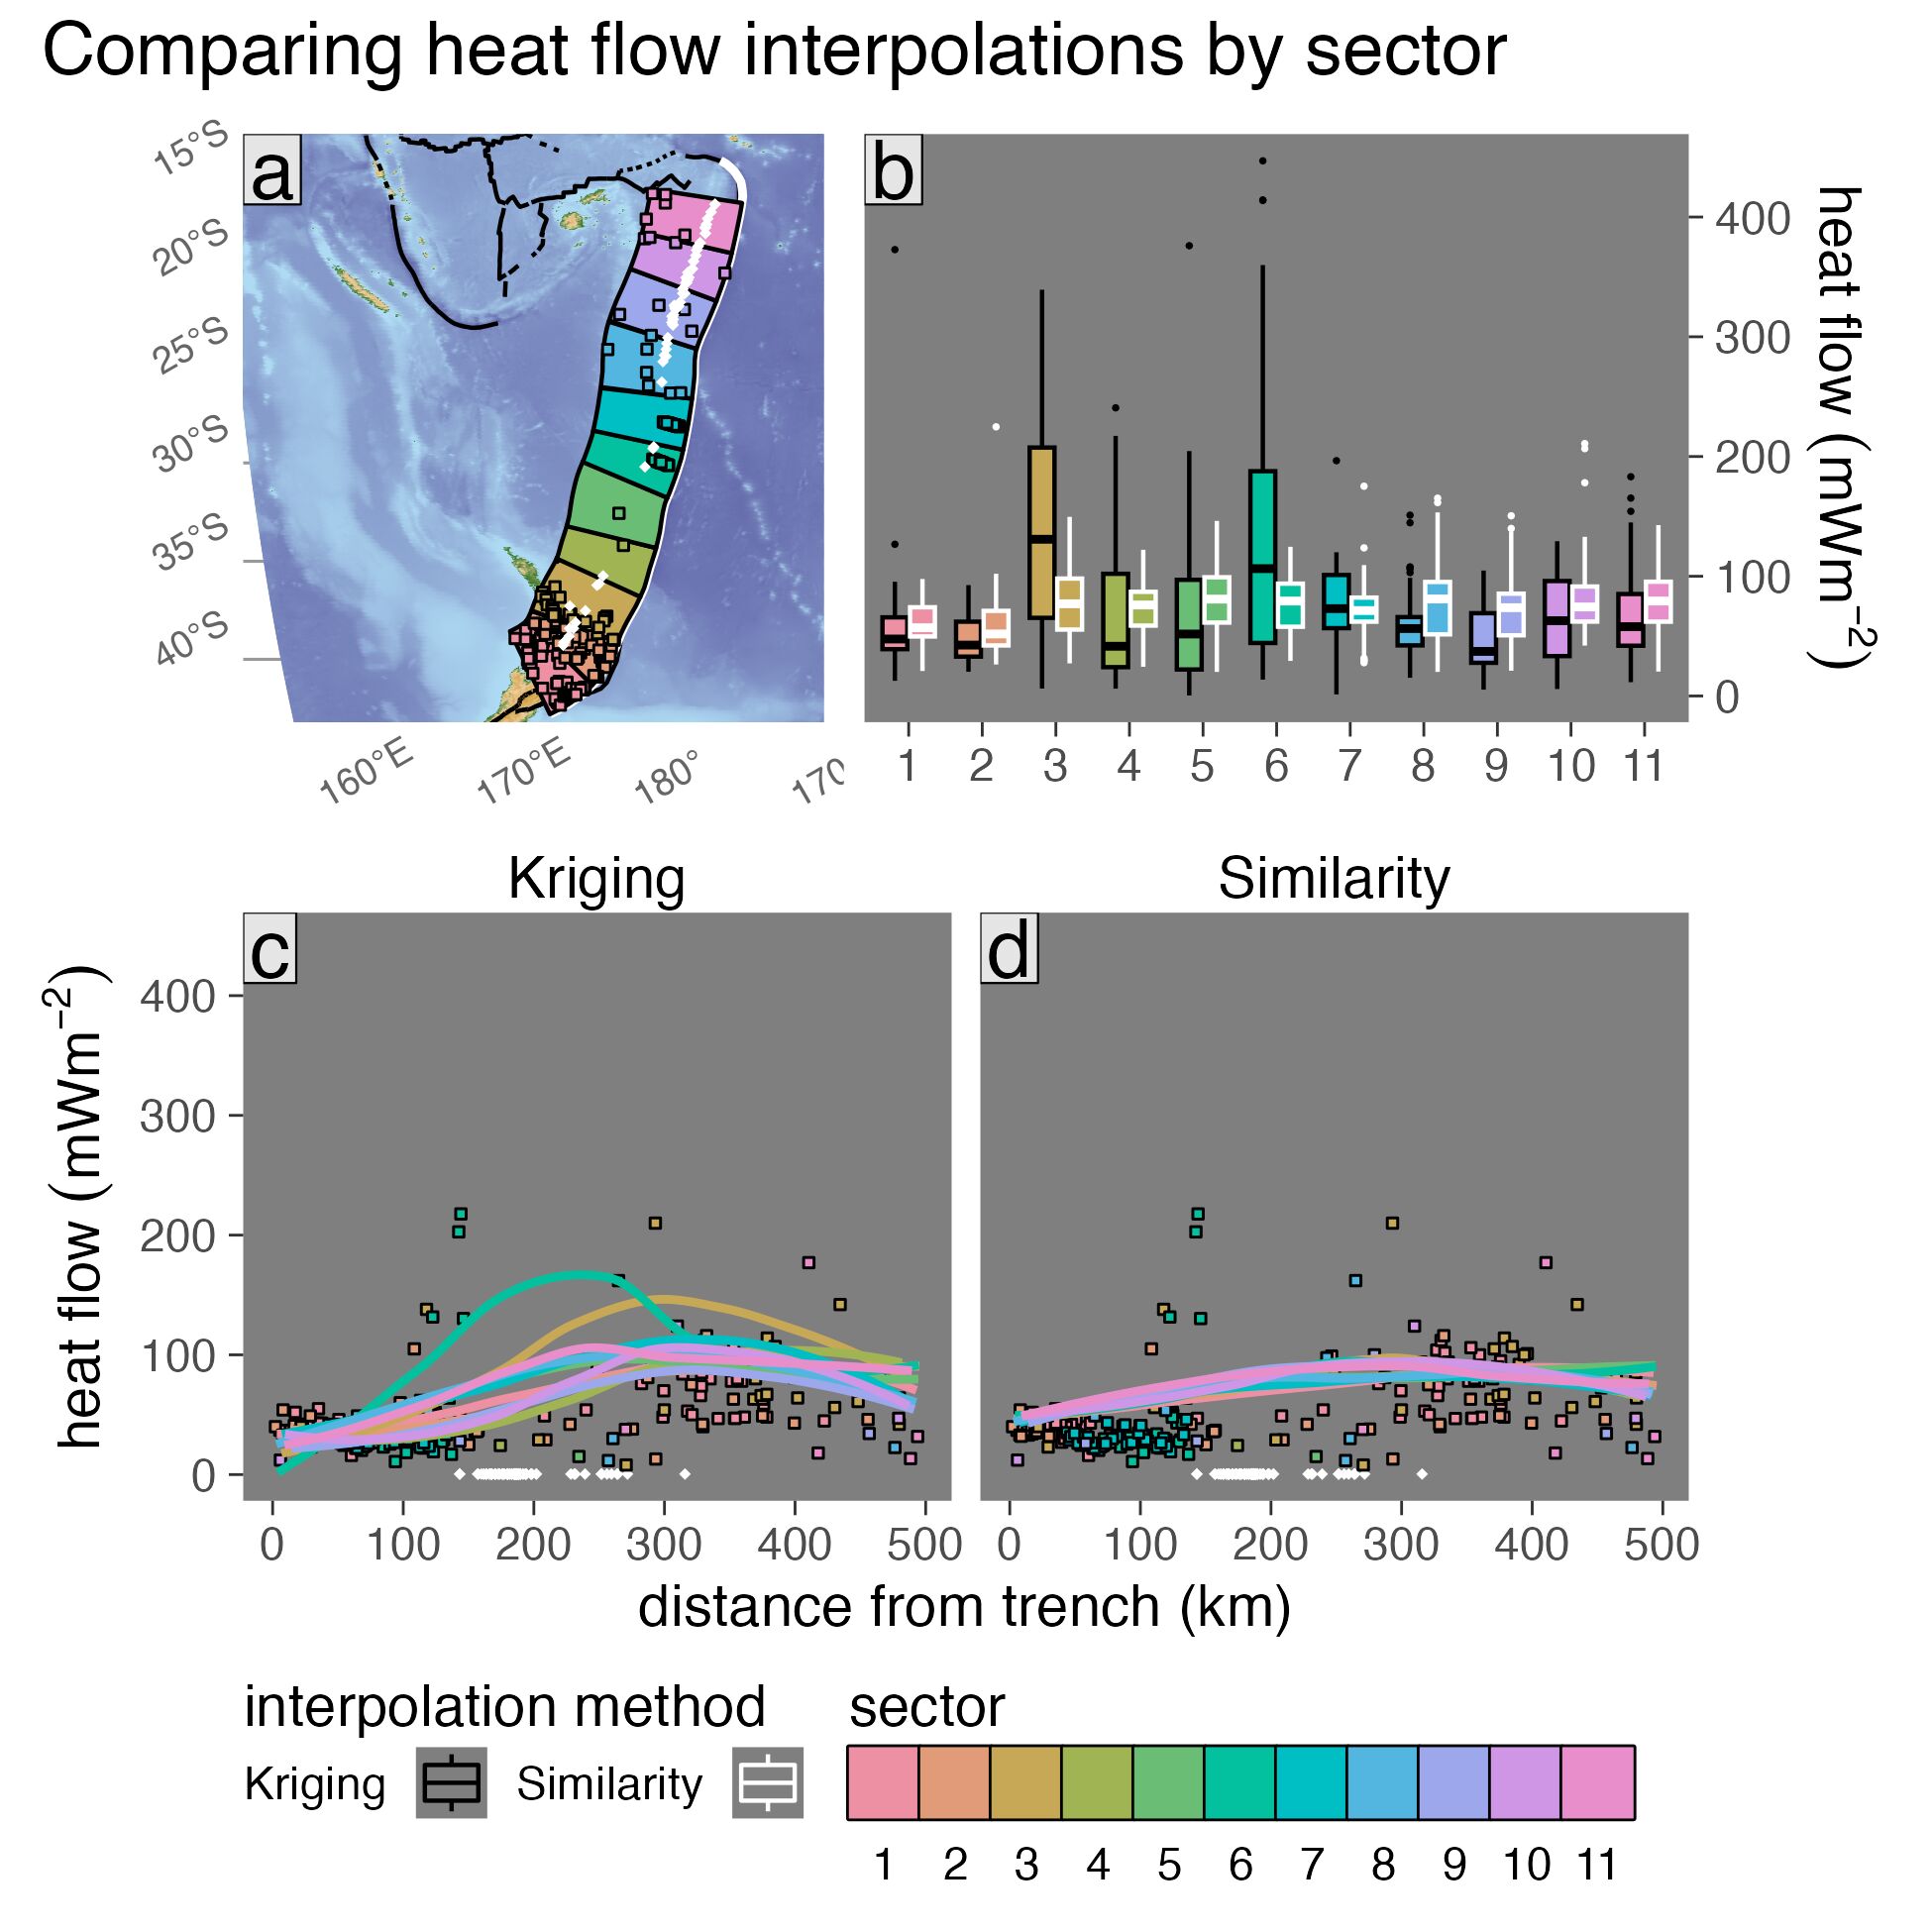 Comparing heat flow interpolations by sector
a
15°S
20°S
25°S
30°S
35°S
40°S
160°E
170°E
180°
170
b
400
300
200
100
0
heat flow (mWm−2)
1 2 3 4 5 6 7 8 9 10 11
Kriging
Similarity
c
d
heat flow (mWm−2)
400
300
200
100
0
0 100 200 300 400 500
0 100 200 300 400 500
distance from trench (km)
interpolation method
Kriging
Similarity
sector
1 2 3 4 5 6 7 8 9 10 11